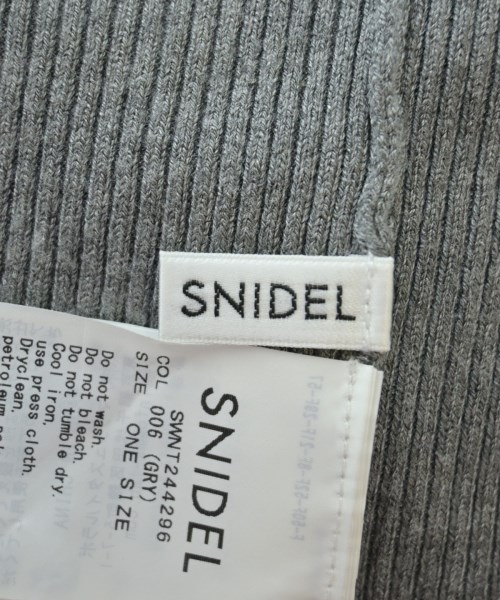 SNIDEL
SNIDEL
SWNT244296
COL 006 (GRY)
SIZE ONE SIZE
Do not wash.
Do not bleach.
Do not tumble dry.
Cool iron,
use press cloth.
Dryclean,
petroleum